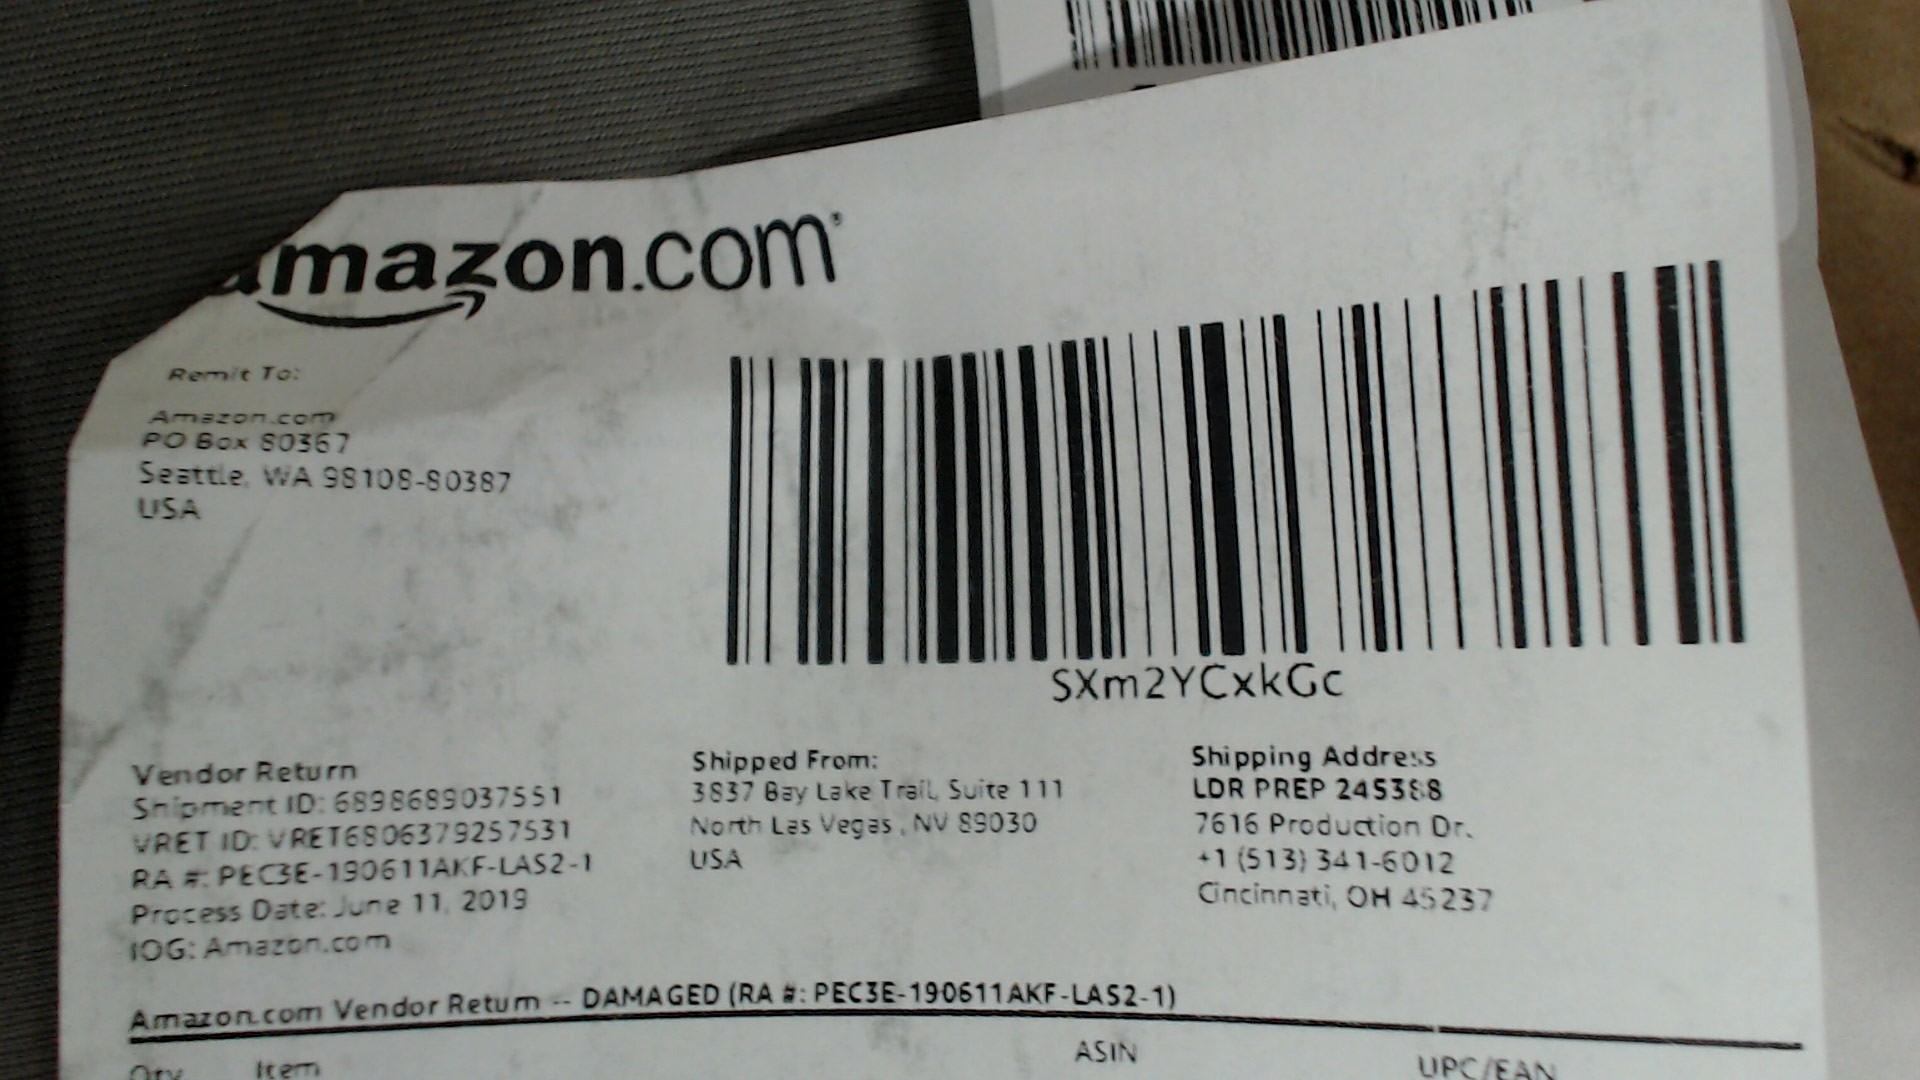 amazon.com
Remit To:
Amazon.com
PO Box 80387
Seattle, WA 98108-80387
USA
SXm2YCxkGc
Vendor Return
Shipment ID: 6898689037551
VRET ID: VRET6806379257531
RA #: PEC3E-190611AKF-LAS2-1
Process Date: June 11, 2019
IOG: Amazon.com
Shipped From:
3837 Bay Lake Trail, Suite 111
North Las Vegas , NV 89030
USA
Shipping Address
LDR PREP 245388
7616 Production Dr.
+1 (513) 341-6012
Cincinnati, OH 45237
Amazon.com Vendor Return -- DAMAGED (RA #: PEC3E-190611AKF-LAS2-1)
Qty Item ASIN UPC/EAN